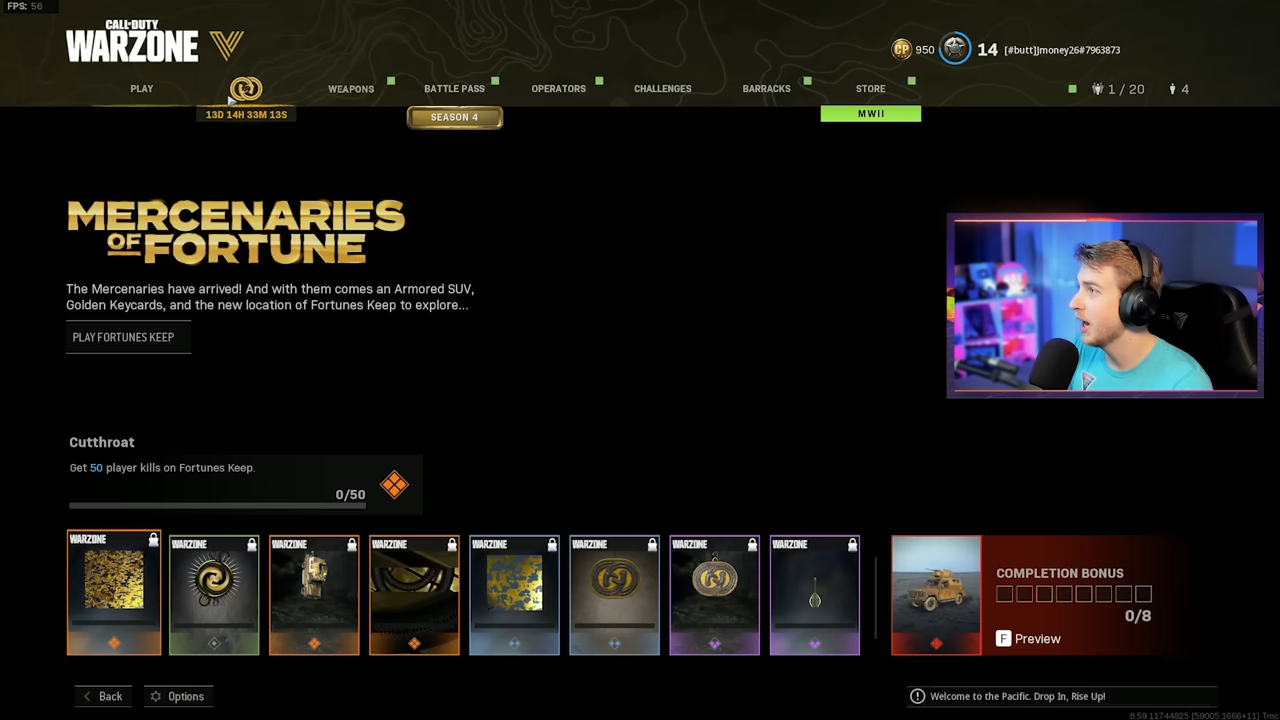 FPS: 56
CALL·DUTY
WARZONE
950
14
[#butt]Jmoney26#7963873
PLAY
WEAPONS
BATTLE PASS
OPERATORS
CHALLENGES
BARRACKS
STORE
1 / 20
4
13D 14H 33M 13S
SEASON 4
MWII
MERCENARIES
OF FORTUNE
The Mercenaries have arrived! And with them comes an Armored SUV,
Golden Keycards, and the new location of Fortunes Keep to explore...
PLAY FORTUNES KEEP
Cutthroat
Get 50 player kills on Fortunes Keep.
0/50
WARZONE
WARZONE
WARZONE
WARZONE
WARZONE
WARZONE
WARZONE
WARZONE
COMPLETION BONUS
0/8
F Preview
Back
Options
Welcome to the Pacific. Drop In, Rise Up!